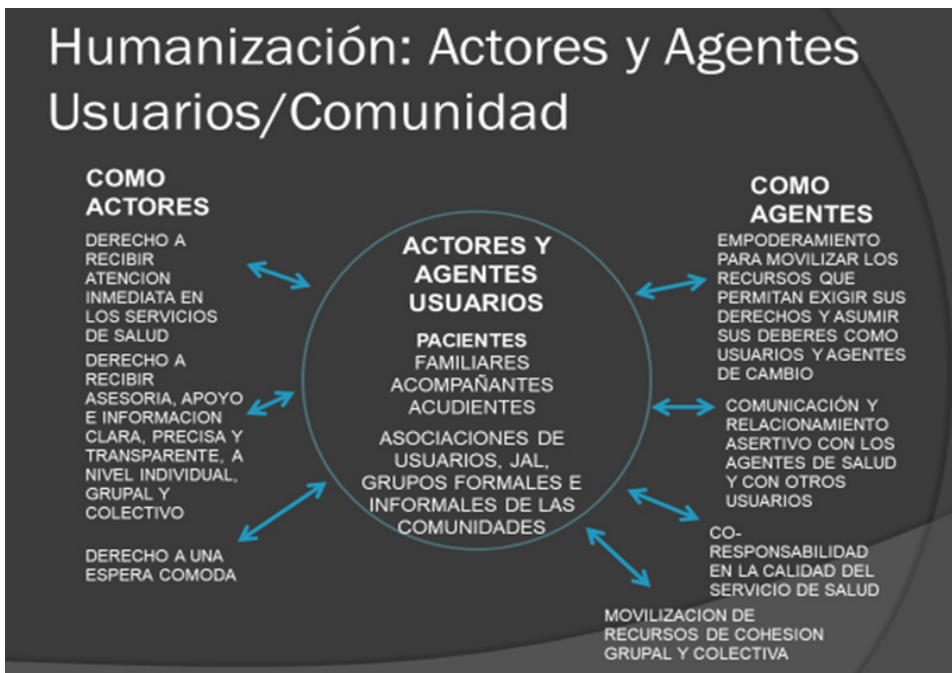 Humanización: Actores y Agentes
Usuarios/Comunidad
COMO
ACTORES
DERECHO A
RECIBIR
ATENCION
INMEDIATA EN
LOS SERVICIOS
DE SALUD
DERECHO A
RECIBIR
ASESORIA, APOYO
E INFORMACION
CLARA, PRECISA Y
TRANSPARENTE, A
NIVEL INDIVIDUAL,
GRUPAL Y
COLECTIVO
DERECHO A UNA
ESPERA COMODA
ACTORES Y
AGENTES
USUARIOS
PACIENTES
FAMILIARES
ACOMPAÑANTES
ACUDIENTES
ASOCIACIONES DE
USUARIOS, JAL,
GRUPOS FORMALES E
INFORMALES DE LAS
COMUNIDADES
COMO
AGENTES
EMPODERAMIENTO
PARA MOVILIZAR LOS
RECURSOS QUE
PERMITAN EXIGIR SUS
DERECHOS Y ASUMIR
SUS DEBERES COMO
USUARIOS Y AGENTES
DE CAMBIO
COMUNICACIÓN Y
RELACIONAMIENTO
ASERTIVO CON LOS
AGENTES DE SALUD
Y CON OTROS
USUARIOS
CO-
RESPONSABILIDAD
EN LA CALIDAD DEL
SERVICIO DE SALUD
MOVILIZACION DE
RECURSOS DE COHESION
GRUPAL Y COLECTIVA